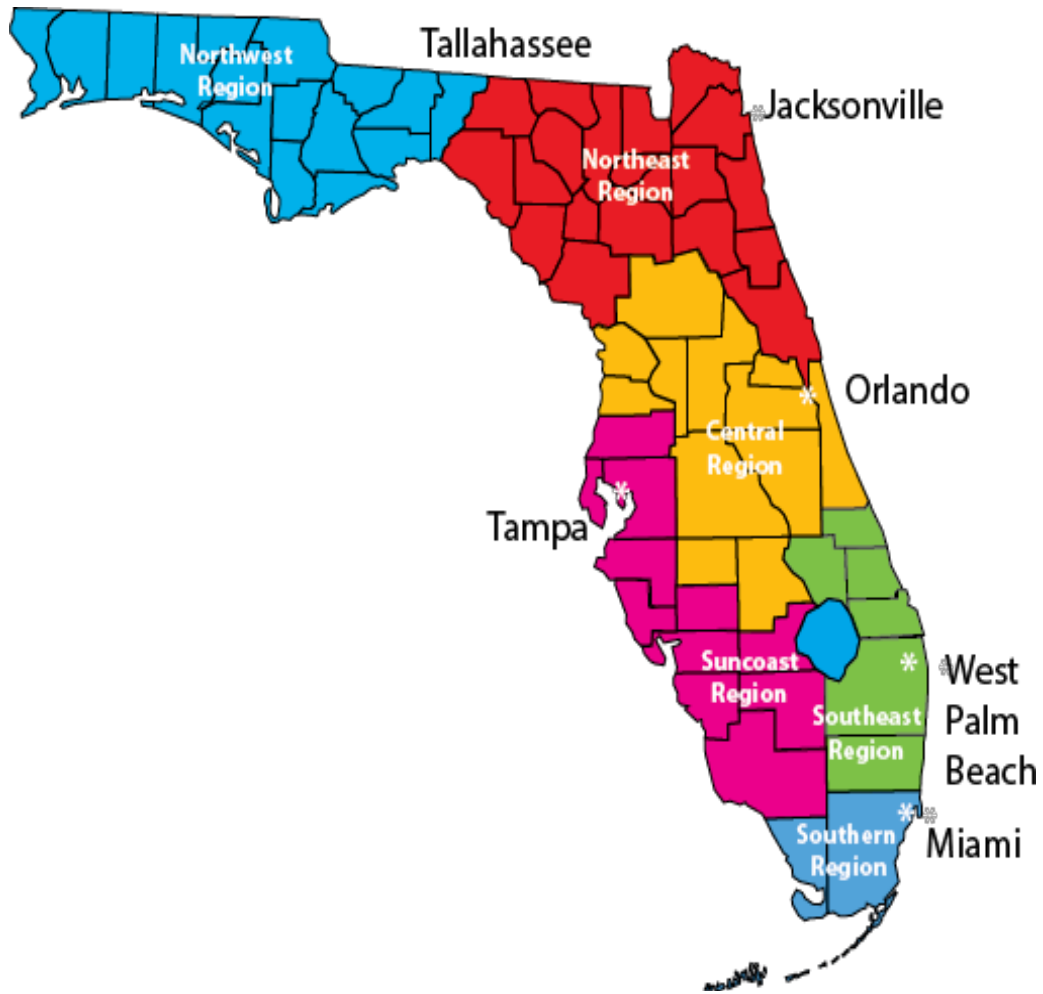 Tallahassee
Northwest
Region
Jacksonville
Northeast
Region
Orlando
Central
Region
Tampa
Suncoast
Region
West
Palm
Beach
Southeast
Region
Southern
Region
Miami